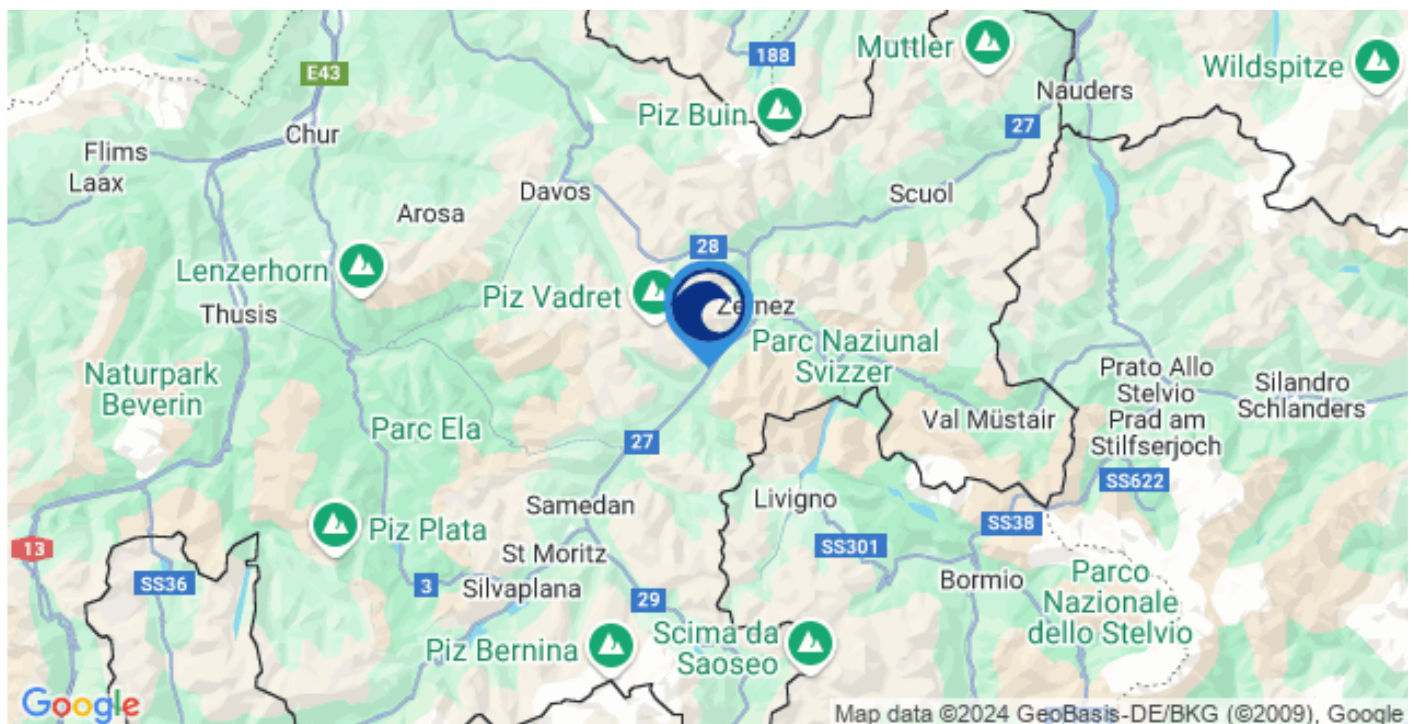 Muttler
188
Wildspitze
E43
Nauders
Piz Buin
27
Chur
Flims
Laax
Davos
Scuol
Arosa
28
Lenzerhorn
Piz Vadret
Zernez
Thusis
Parc Naziunal
Svizzer
Naturpark
Beverin
Prato Allo
Stelvio
Prad am
Stilfserjoch
Silandro
Schlanders
Parc Ela
Val Müstair
27
SS622
Samedan
Livigno
SS38
Piz Plata
13
St Moritz
SS301
SS36
3
Silvaplana
29
Bormio
Parco
Nazionale
dello Stelvio
Piz Bernina
Scima da
Saoseo
Google
Map data ©2024 GeoBasis-DE/BKG (©2009), Google